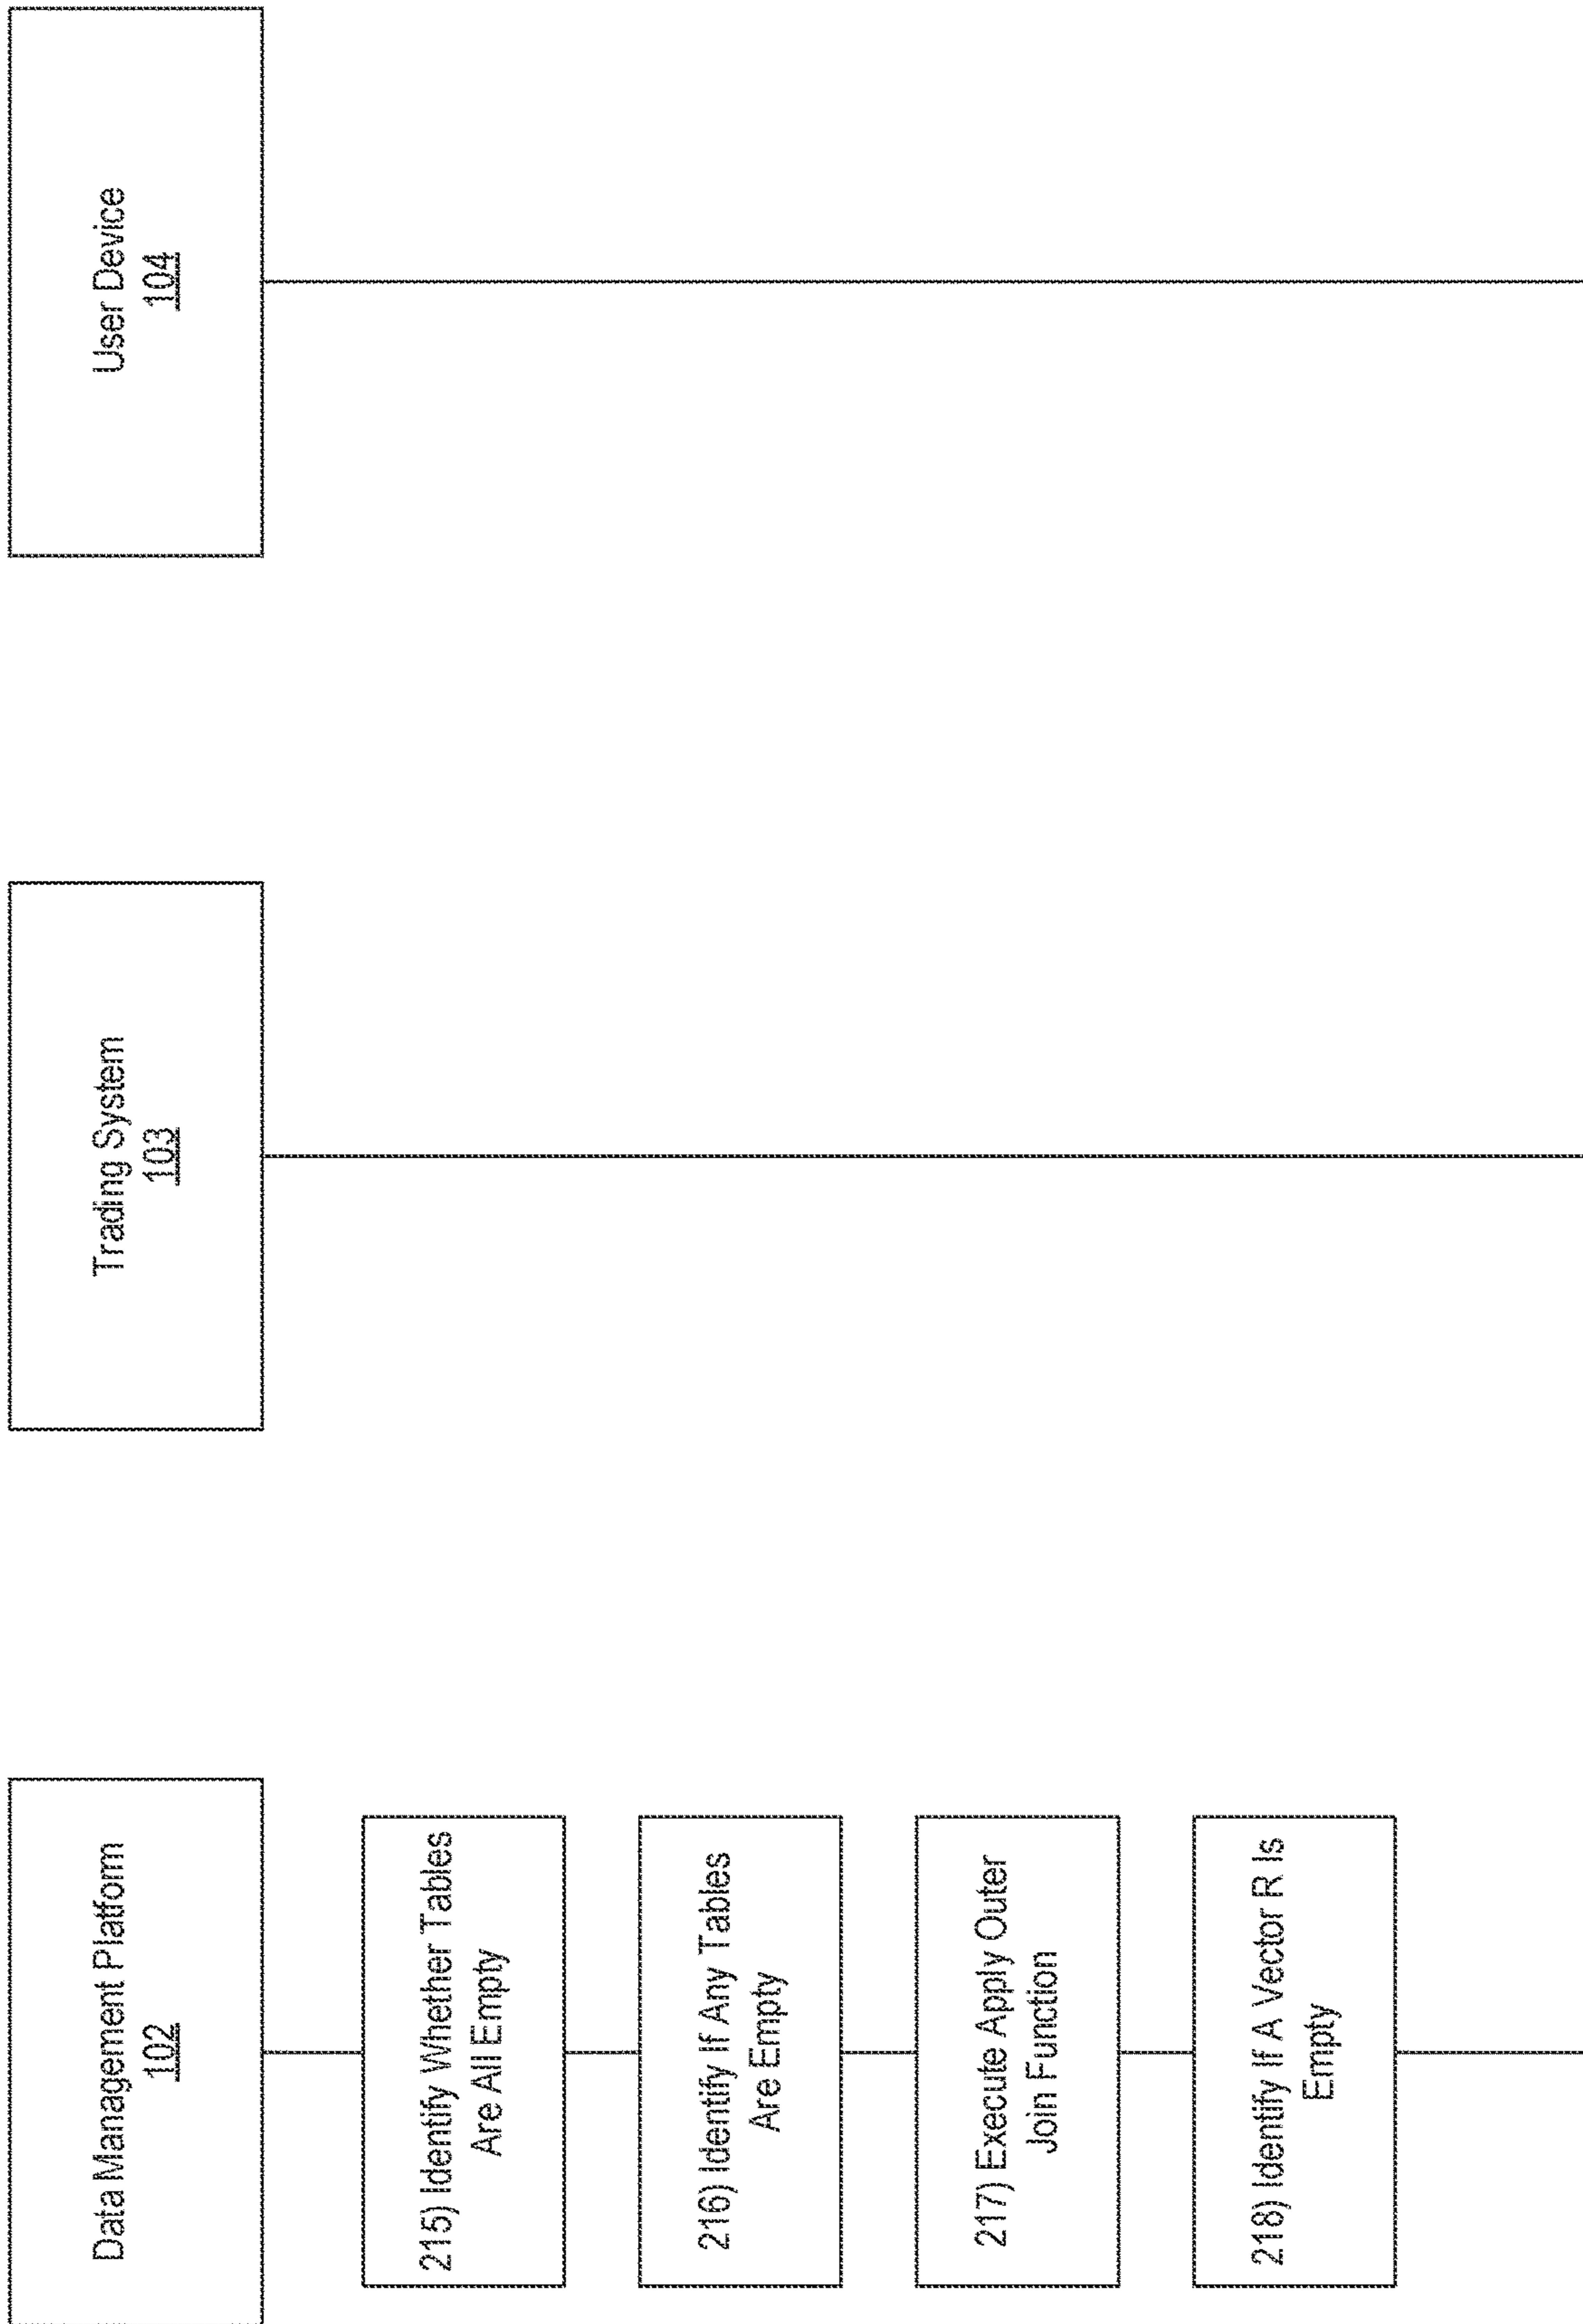 Data Management Platform
102
Trading System
103
User Device
104
215) Identify Whether Tables
Are All Empty
216) Identify If Any Tables
Are Empty
217) Execute Apply Outer
Join Function
218) Identify If A Vector R Is
Empty